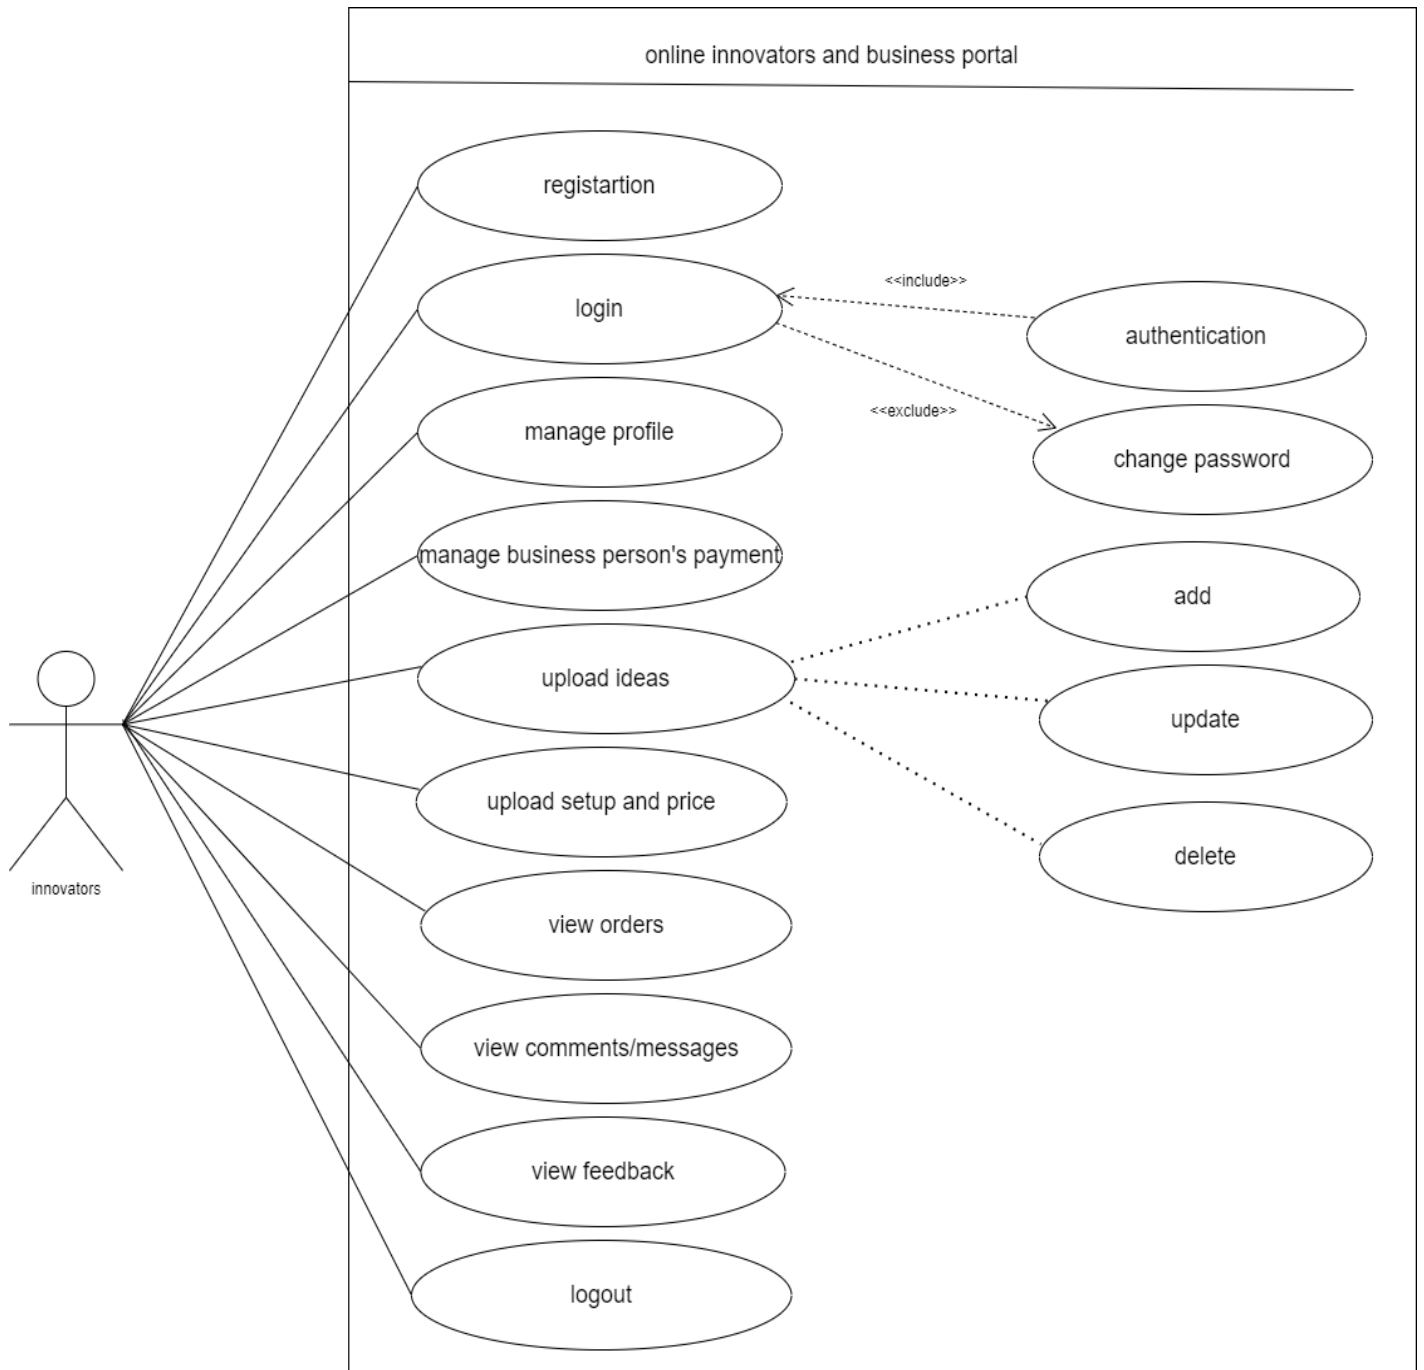 online innovators and business portal
registartion
login
<<include>>
authentication
<<exclude>>
change password
manage profile
manage business person's payment
add
upload ideas
update
upload setup and price
delete
innovators
view orders
view comments/messages
view feedback
logout